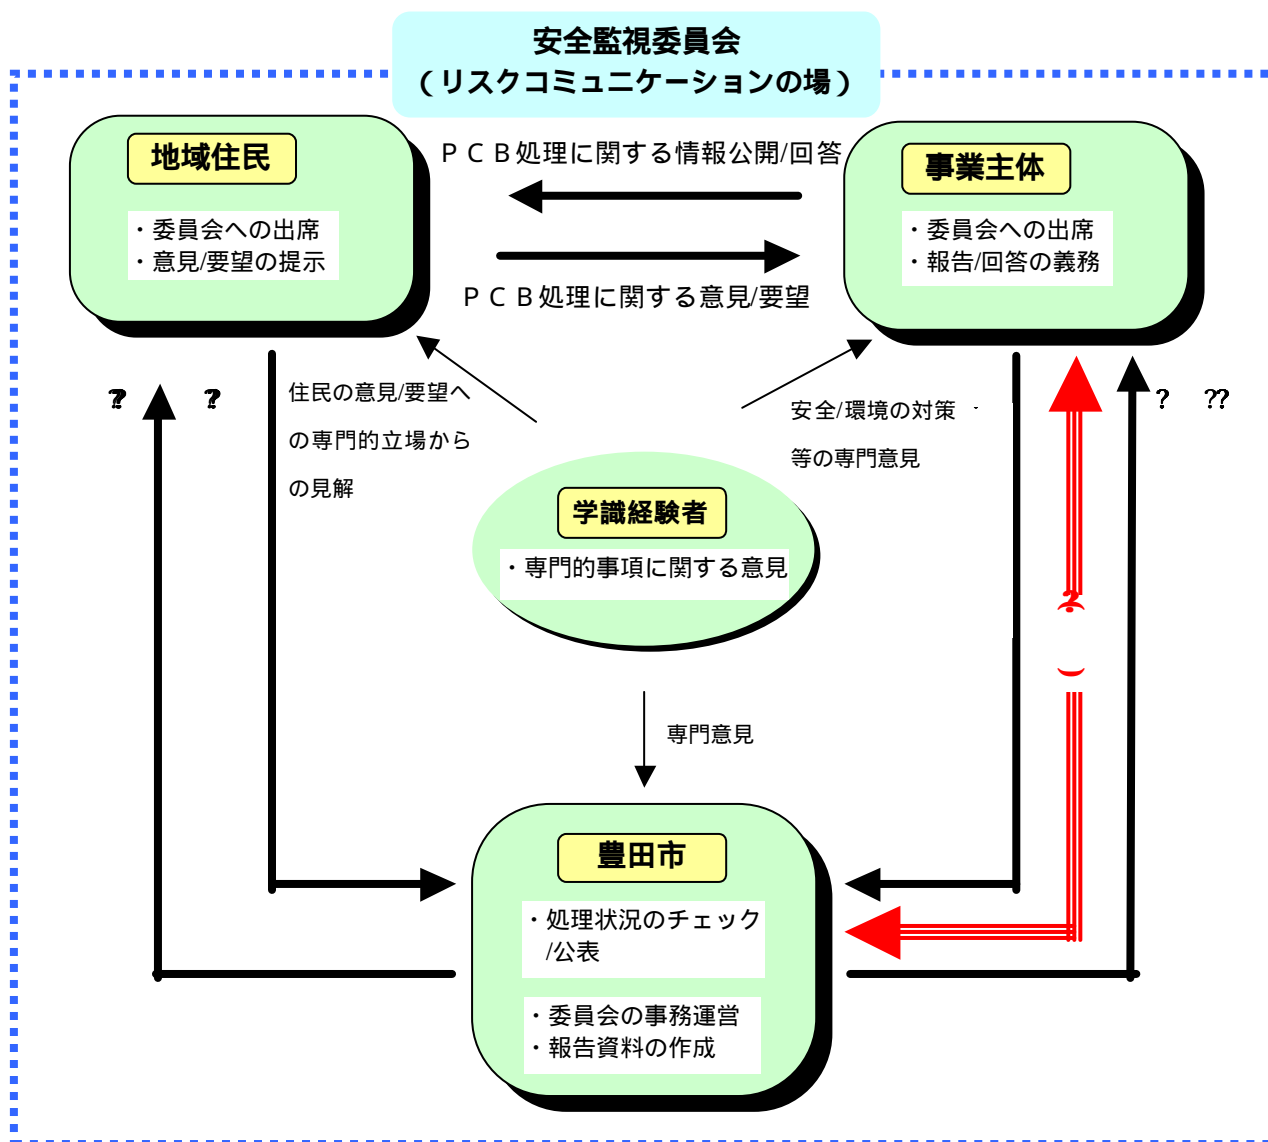 安全監視委員会
（リスクコミュニケーションの場）
地域住民
・委員会への出席
・意見/要望の提示
ＰＣＢ処理に関する情報公開/回答
ＰＣＢ処理に関する意見/要望
事業主体
・委員会への出席
・報告/回答の義務
? ?
住民の意見/要望へ
の専門的立場から
の見解
安全/環境の対策
等の専門意見
? ??
学識経験者
・専門的事項に関する意見
専門意見
豊田市
・処理状況のチェック
/公表
・委員会の事務運営
・報告資料の作成